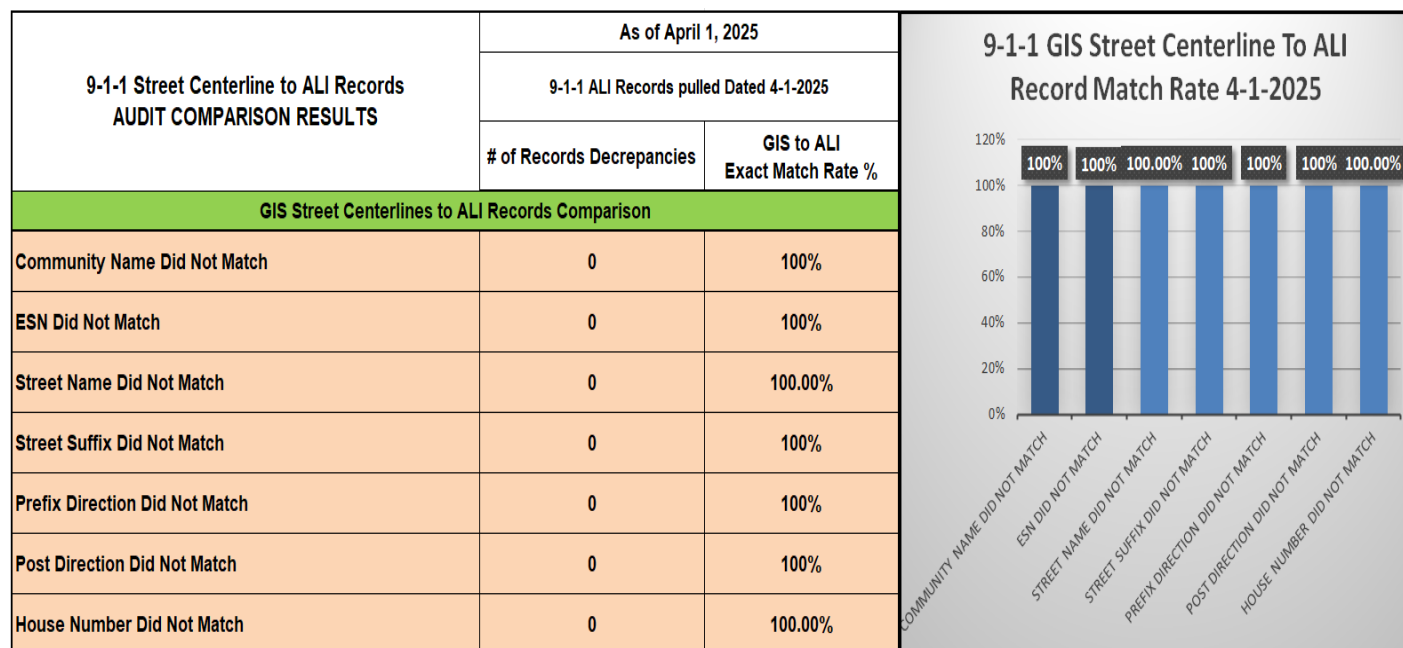 9-1-1 Street Centerline to ALI Records
AUDIT COMPARISON RESULTS
As of April 1, 2025
9-1-1 ALI Records pulled Dated 4-1-2025
# of Records Decrepancies
GIS to ALI
Exact Match Rate %
GIS Street Centerlines to ALI Records Comparison
Community Name Did Not Match 0 100%
ESN Did Not Match 0 100%
Street Name Did Not Match 0 100.00%
Street Suffix Did Not Match 0 100%
Prefix Direction Did Not Match 0 100%
Post Direction Did Not Match 0 100%
House Number Did Not Match 0 100.00%
9-1-1 GIS Street Centerline To ALI
Record Match Rate 4-1-2025
120%
100% 100% 100.00% 100% 100% 100% 100.00%
100%
80%
60%
40%
20%
0%
COMMUNITY NAME DID NOT MATCH
ESN DID NOT MATCH
STREET NAME DID NOT MATCH
STREET SUFFIX DID NOT MATCH
PREFIX DIRECTION DID NOT MATCH
POST DIRECTION DID NOT MATCH
HOUSE NUMBER DID NOT MATCH